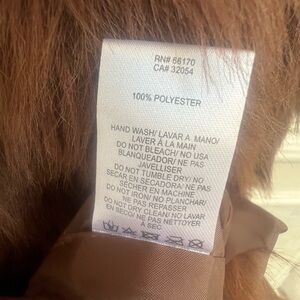 RN# 66170
CA# 32054
100% POLYESTER
HAND WASH/ LAVAR A MANO/
LAVER À LA MAIN
DO NOT BLEACH/ NO USA
BLANQUEADOR/ NE PAS
JAVELLISER
DO NOT TUMBLE DRY/ NO
SECAR EN SECADORA/ NE PAS
SÉCHER EN MACHINE
DO NOT IRON/ NO PLANCHAR/
NE PAS REPASSER
DO NOT DRY CLEAN/ NO LAVAR
EN SECO/ NE PAS NETTOYER
À SEC